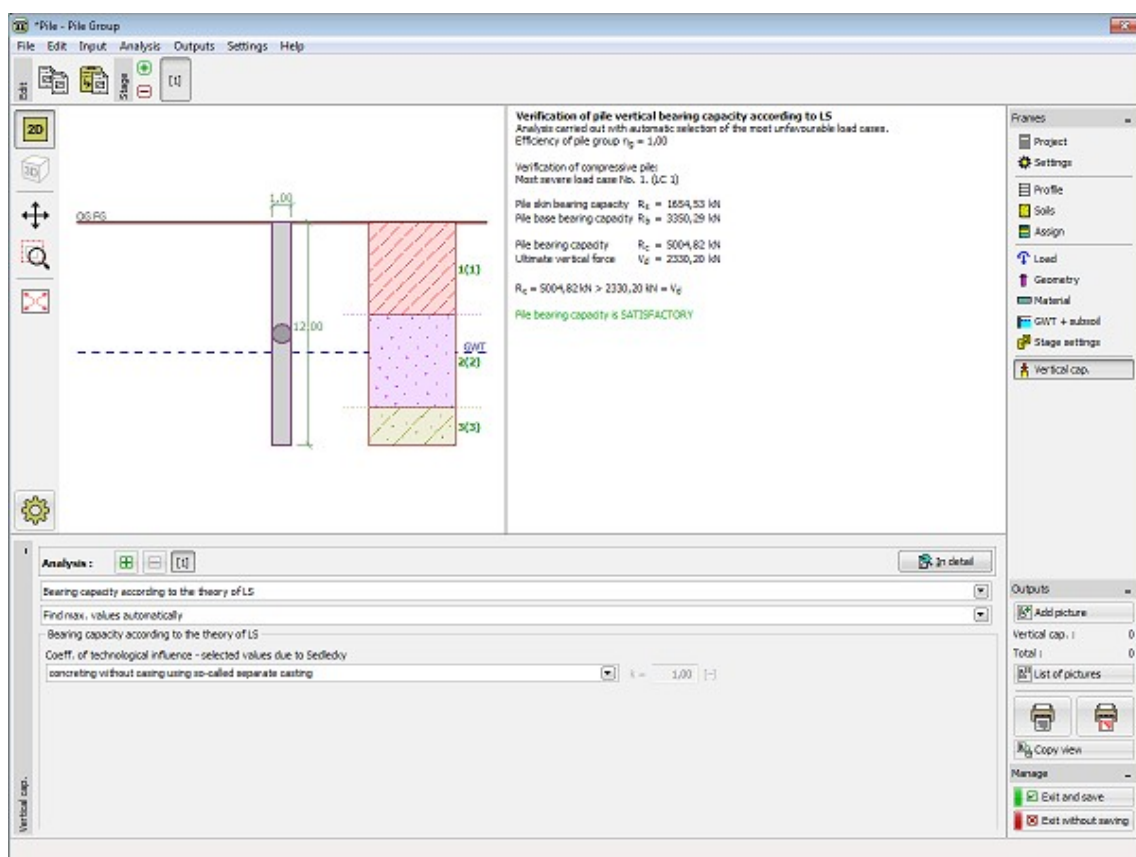 *Pile - Pile Group
File Edit Input Analysis Outputs Settings Help
Edit
Stage
[1]
2D
3D
1,00
OG FG
12,00
GWT
1(1)
2(2)
3(3)
Verification of pile vertical bearing capacity according to LS
Analysis carried out with automatic selection of the most unfavourable load cases.
Efficiency of pile group ηg = 1,00
Verification of compressive pile:
Most severe load case No. 1. (LC 1)
Pile skin bearing capacity Rs = 1654,53 kN
Pile base bearing capacity Rb = 3350,29 kN
Pile bearing capacity Rc = 5004,82 kN
Ultimate vertical force Vd = 2330,20 kN
Rc = 5004,82 kN > 2330,20 kN = Vd
Pile bearing capacity is SATISFACTORY
Frames
Project
Settings
Profile
Soils
Assign
Load
Geometry
Material
GWT + subsoil
Stage settings
Vertical cap.
Analysis : [1]
In detail
Bearing capacity according to the theory of LS
Find max. values automatically
Bearing capacity according to the theory of LS
Coeff. of technological influence - selected values due to Sedlecky
concreting without casing using so-called separate casting
k = 1,00 [-]
Vertical cap.
Outputs
Add picture
Vertical cap. : 0
Total : 0
List of pictures
Copy view
Manage
Exit and save
Exit without saving